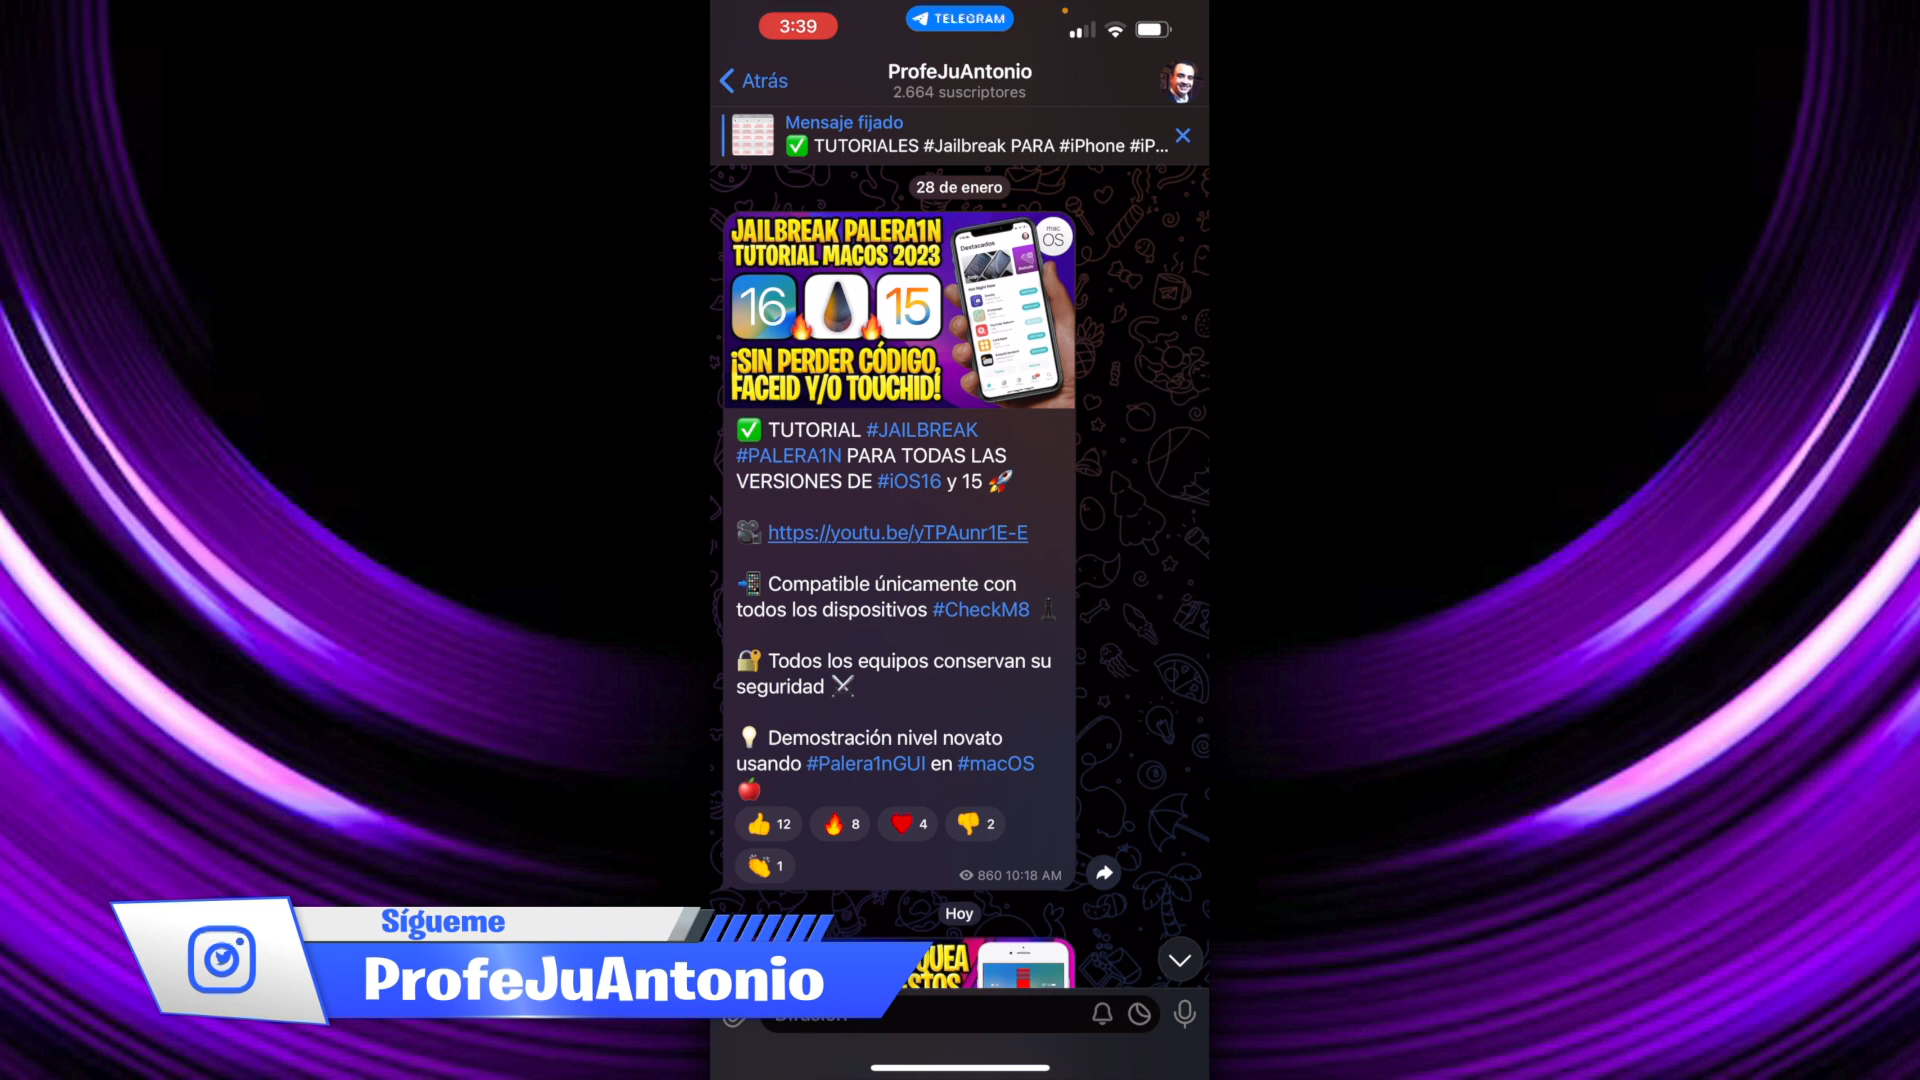 3:39
TELEGRAM
Atrás
ProfeJuAntonio
2.664 suscriptores
Mensaje fijado
✅ TUTORIALES #Jailbreak PARA #iPhone #iP...
28 de enero
JAILBREAK PALERA1N
TUTORIAL MACOS 2023
mac
OS
16
15
Destacados
¡SIN PERDER CÓDIGO,
FACEID Y/O TOUCHID!
✅ TUTORIAL #JAILBREAK
#PALERA1N PARA TODAS LAS
VERSIONES DE #iOS16 y 15 🚀
🎥 https://youtu.be/yTPAunr1E-E
📲 Compatible únicamente con
todos los dispositivos #CheckM8 ♟
🔐 Todos los equipos conservan su
seguridad ⚔
💡 Demostración nivel novato
usando #Palera1nGUI en #macOS
🍎
👍 12 🔥 8 ❤ 4 👎 2
👏 1
860 10:18 AM
Hoy
Sígueme
ProfeJuAntonio